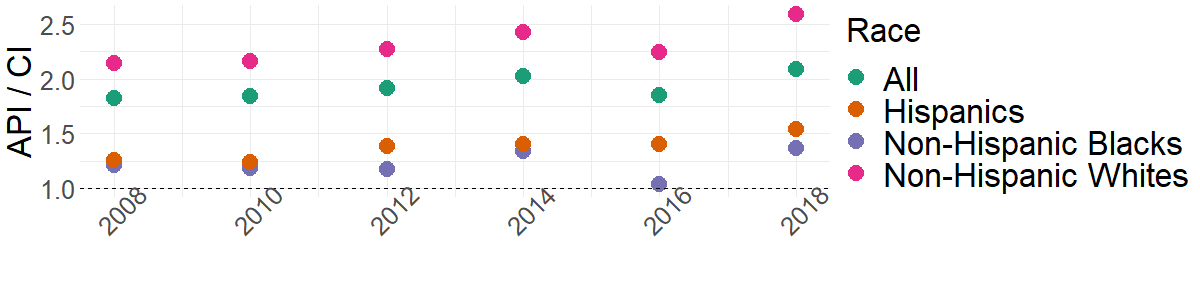 API / CI
2.5
2.0
1.5
1.0
2008
2010
2012
2014
2016
2018
Race
All
Hispanics
Non-Hispanic Blacks
Non-Hispanic Whites